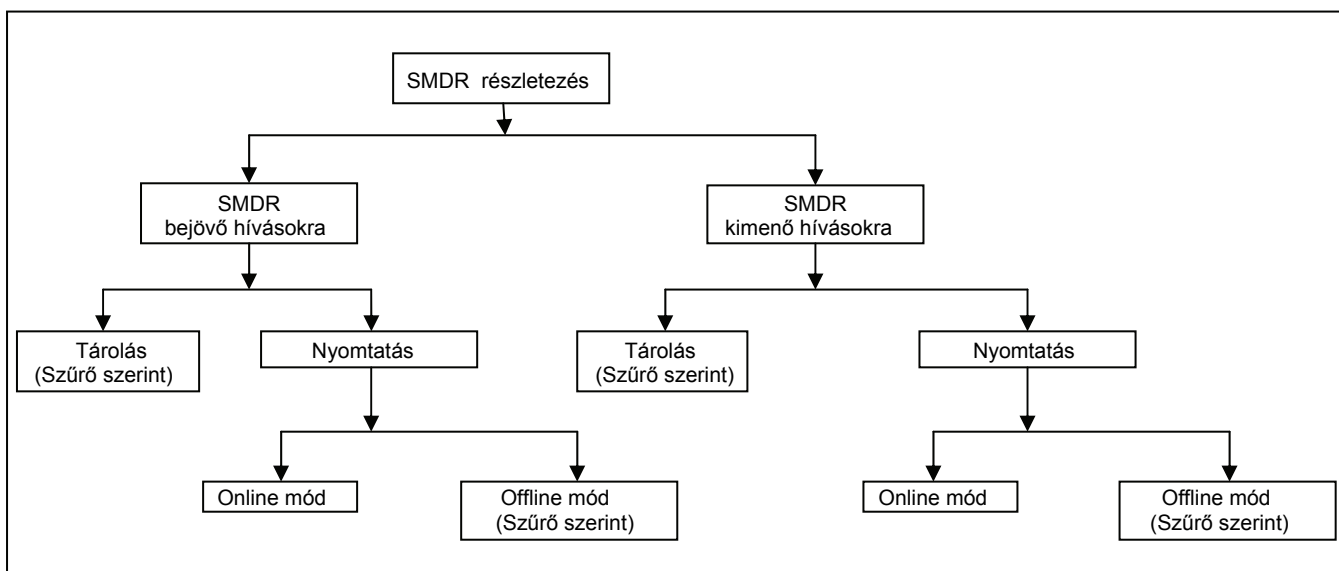 SMDR részletezés
SMDR
bejövő hívásokra
SMDR
kimenő hívásokra
Tárolás
(Szűrő szerint)
Nyomtatás
Tárolás
(Szűrő szerint)
Nyomtatás
Online mód
Offline mód
(Szűrő szerint)
Online mód
Offline mód
(Szűrő szerint)